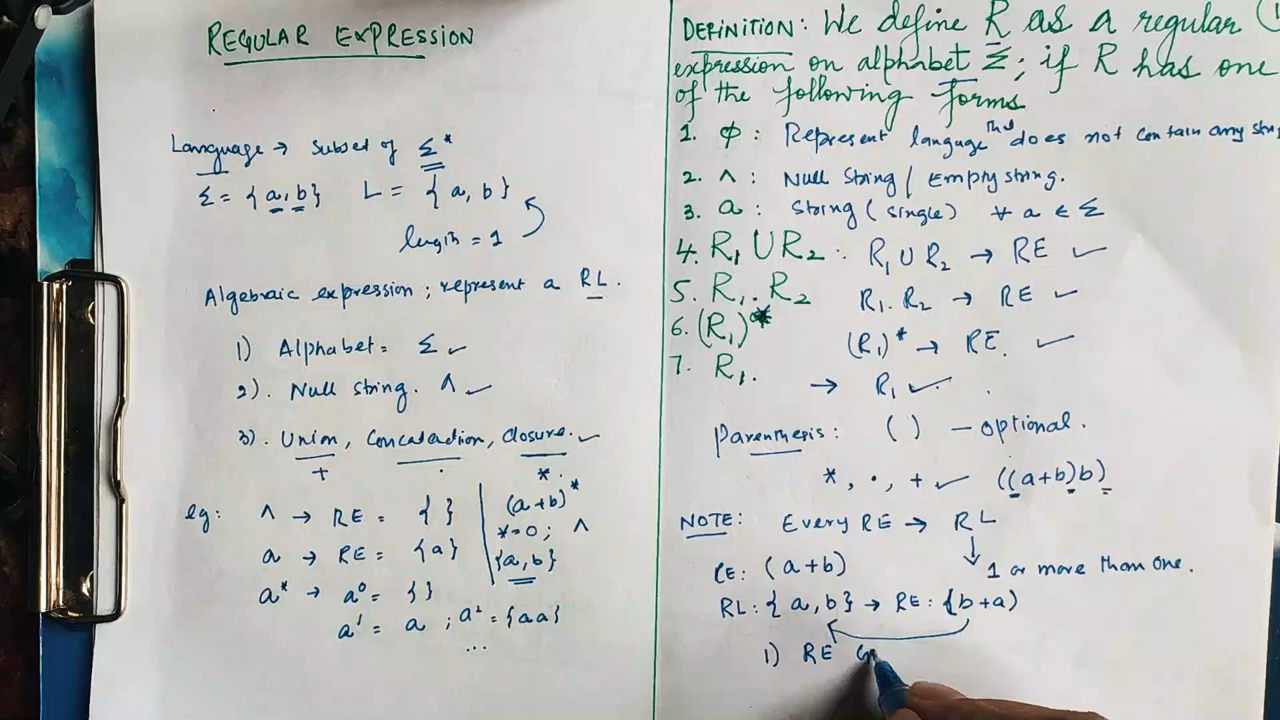 REGULAR EXPRESSION
Language → Subset of Σ*
Σ = {a, b} L = {a, b}
length = 1
Algebraic expression ; represent a RL.
1) Alphabet = Σ ✓
2). Null string. ∧ ✓
3). Union, Concatenation, Closure. ✓
+ . *.
eg: ∧ → RE = { }
a → RE = {a}
a* → a⁰ = {}
a¹ = a ; a² = {aa}
...
(a+b)*
*=0; ∧
{a, b}
DEFINITION: We define R as a regular
expression on alphabet Σ; if R has one
of the following forms
1. ϕ : Represent language That does not contain any
2. ∧ : Null String / Empty string.
3. a : String (single) ∀ a ∈ Σ
4. R₁ ∪ R₂ : R₁ ∪ R₂ → RE ✓
5. R₁. R₂ R₁. R₂ → RE ✓
6. (R₁)* (R₁)* → RE. ✓
7. R₁. → R₁ ✓
Parenthesis: ( ) — optional.
*, ., + ✓ ((a+b)b)
NOTE: Every RE → RL
↓ 1 or more than one.
RE: (a+b)
RL: {a, b} → RE: {b+a)
1) RE